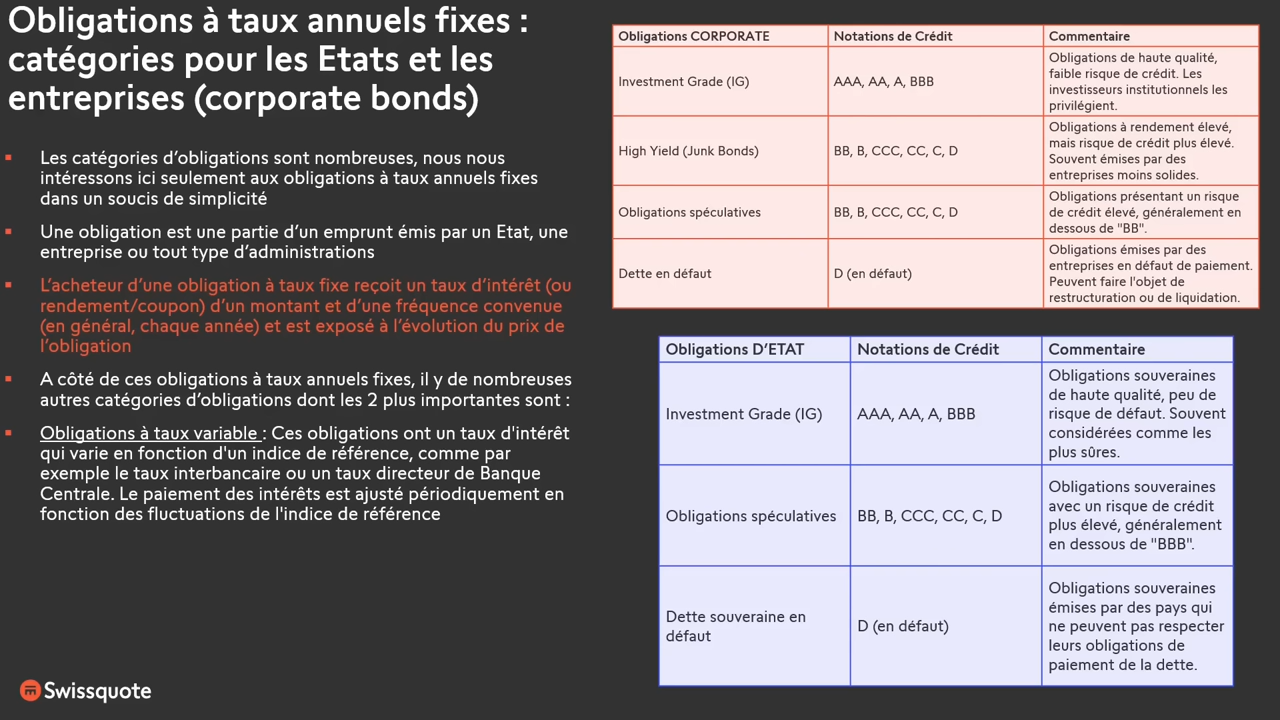 Obligations à taux annuels fixes :
catégories pour les Etats et les
entreprises (corporate bonds)
Les catégories d’obligations sont nombreuses, nous nous
intéressons ici seulement aux obligations à taux annuels fixes
dans un soucis de simplicité
Une obligation est une partie d’un emprunt émis par un Etat, une
entreprise ou tout type d’administrations
L’acheteur d’une obligation à taux fixe reçoit un taux d’intérêt (ou
rendement/coupon) d’un montant et d’une fréquence convenue
(en général, chaque année) et est exposé à l’évolution du prix de
l’obligation
A côté de ces obligations à taux annuels fixes, il y de nombreuses
autres catégories d’obligations dont les 2 plus importantes sont :
Obligations à taux variable : Ces obligations ont un taux d'intérêt
qui varie en fonction d'un indice de référence, comme par
exemple le taux interbancaire ou un taux directeur de Banque
Centrale. Le paiement des intérêts est ajusté périodiquement en
fonction des fluctuations de l'indice de référence
Swissquote
Obligations CORPORATE
Notations de Crédit
Commentaire
Investment Grade (IG)
AAA, AA, A, BBB
Obligations de haute qualité,
faible risque de crédit. Les
investisseurs institutionnels les
privilégient.
High Yield (Junk Bonds)
BB, B, CCC, CC, C, D
Obligations à rendement élevé,
mais risque de crédit plus élevé.
Souvent émises par des
entreprises moins solides.
Obligations spéculatives
BB, B, CCC, CC, C, D
Obligations présentant un risque
de crédit élevé, généralement en
dessous de "BB".
Dette en défaut
D (en défaut)
Obligations émises par des
entreprises en défaut de paiement.
Peuvent faire l'objet de
restructuration ou de liquidation.
Obligations D’ETAT
Notations de Crédit
Commentaire
Investment Grade (IG)
AAA, AA, A, BBB
Obligations souveraines
de haute qualité, peu de
risque de défaut. Souvent
considérées comme les
plus sûres.
Obligations spéculatives
BB, B, CCC, CC, C, D
Obligations souveraines
avec un risque de crédit
plus élevé, généralement
en dessous de "BBB".
Dette souveraine en
défaut
D (en défaut)
Obligations souveraines
émises par des pays qui
ne peuvent pas respecter
leurs obligations de
paiement de la dette.